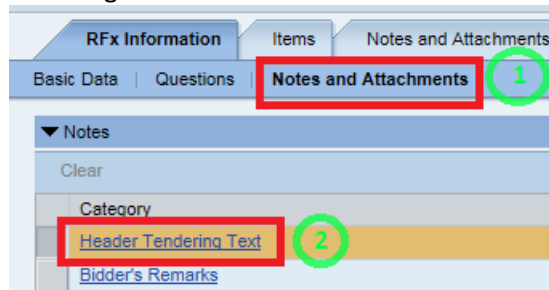 RFx Information Items Notes and Attachments
Basic Data | Questions | Notes and Attachments 1
Notes
Clear
Category
Header Tendering Text 2
Bidder's Remarks